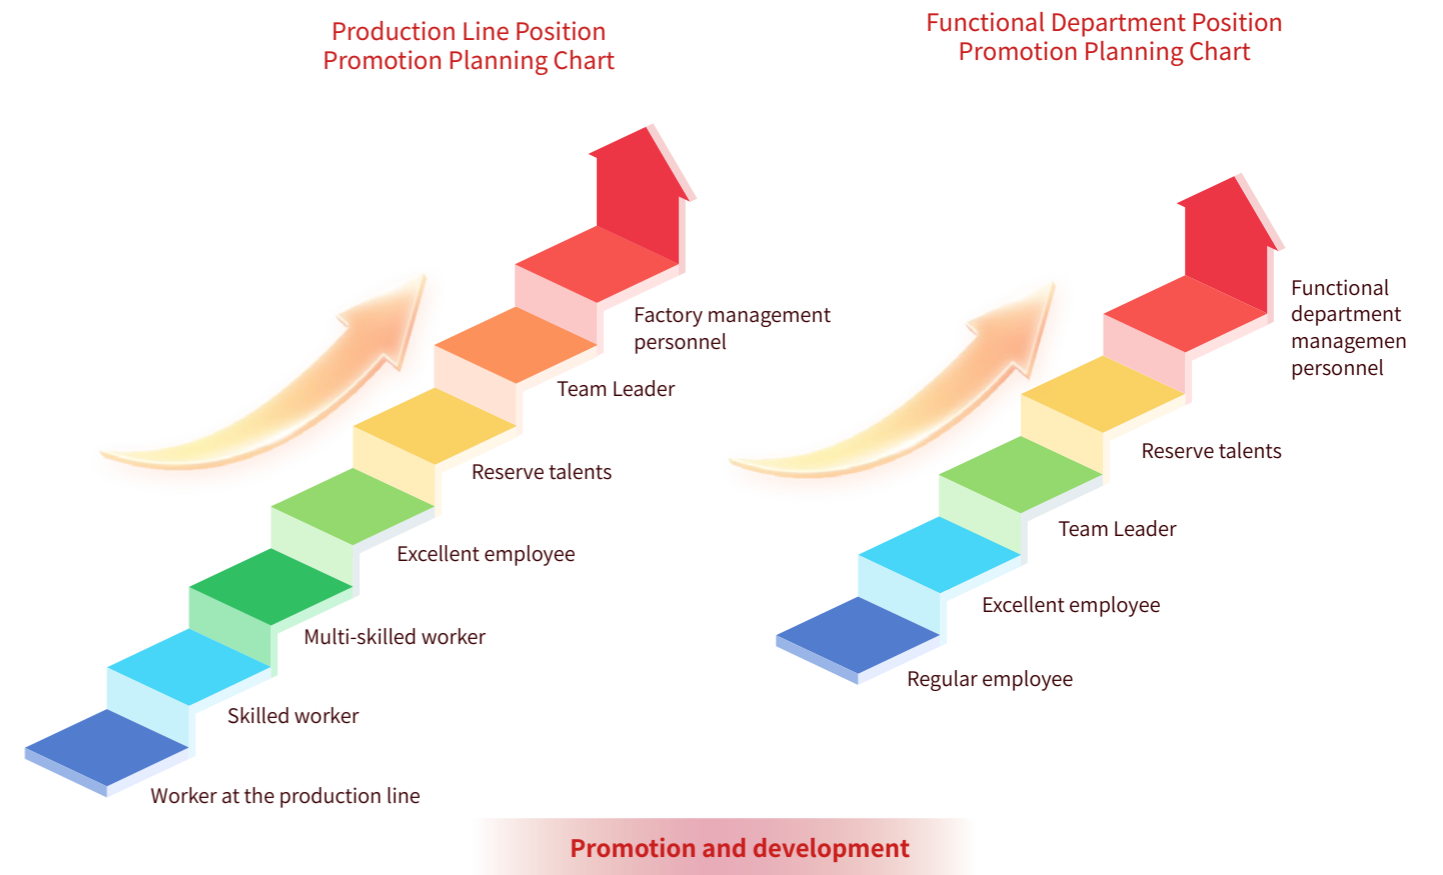 Production Line Position
Promotion Planning Chart
Factory management
personnel
Team Leader
Reserve talents
Excellent employee
Multi-skilled worker
Skilled worker
Worker at the production line
Functional Department Position
Promotion Planning Chart
Functional
department
managemen
personnel
Reserve talents
Team Leader
Excellent employee
Regular employee
Promotion and development